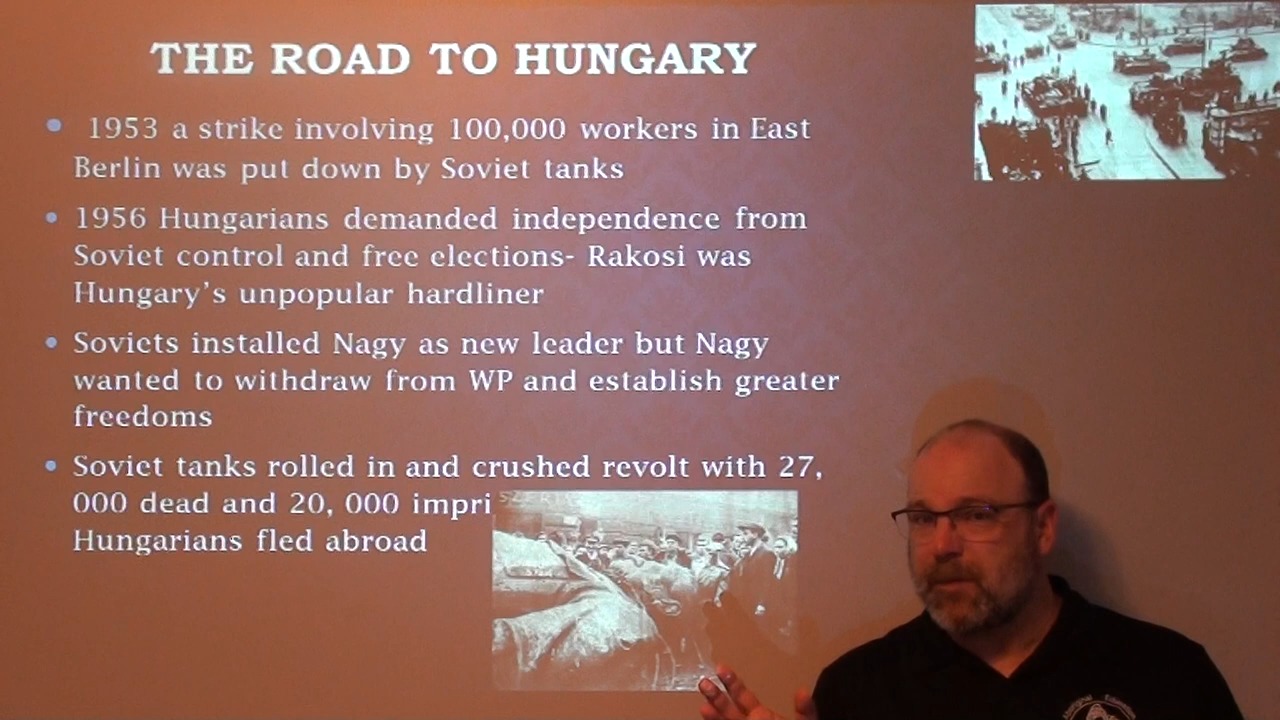 THE ROAD TO HUNGARY
1953 a strike involving 100,000 workers in East
Berlin was put down by Soviet tanks
1956 Hungarians demanded independence from
Soviet control and free elections- Rakosi was
Hungary's unpopular hardliner
Soviets installed Nagy as new leader but Nagy
wanted to withdraw from WP and establish greater
freedoms
Soviet tanks rolled in and crushed revolt with 27,
000 dead and 20, 000 impri
Hungarians fled abroad